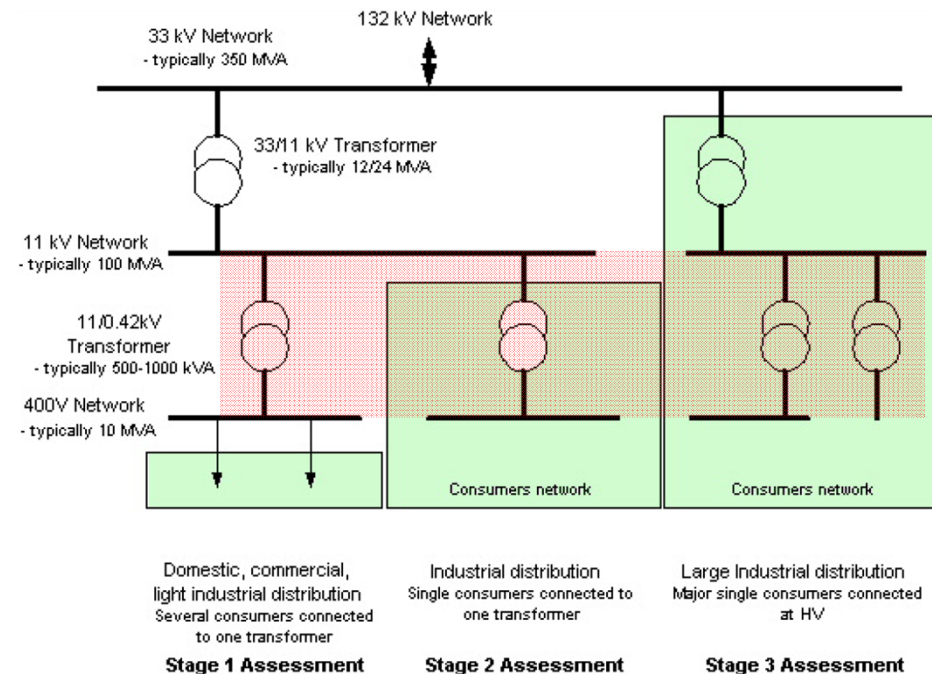 132 kV Network
33 kV Network
- typically 350 MVA
33/11 kV Transformer
- typically 12/24 MVA
11 kV Network
- typically 100 MVA
11/0.42kV
Transformer
- typically 500-1000 kVA
400V Network
- typically 10 MVA
Consumers network
Consumers network
Domestic, commercial,
light industrial distribution
Several consumers connected
to one transformer
Stage 1 Assessment
Industrial distribution
Single consumers connected to
one transformer
Stage 2 Assessment
Large Industrial distribution
Major single consumers connected
at HV
Stage 3 Assessment